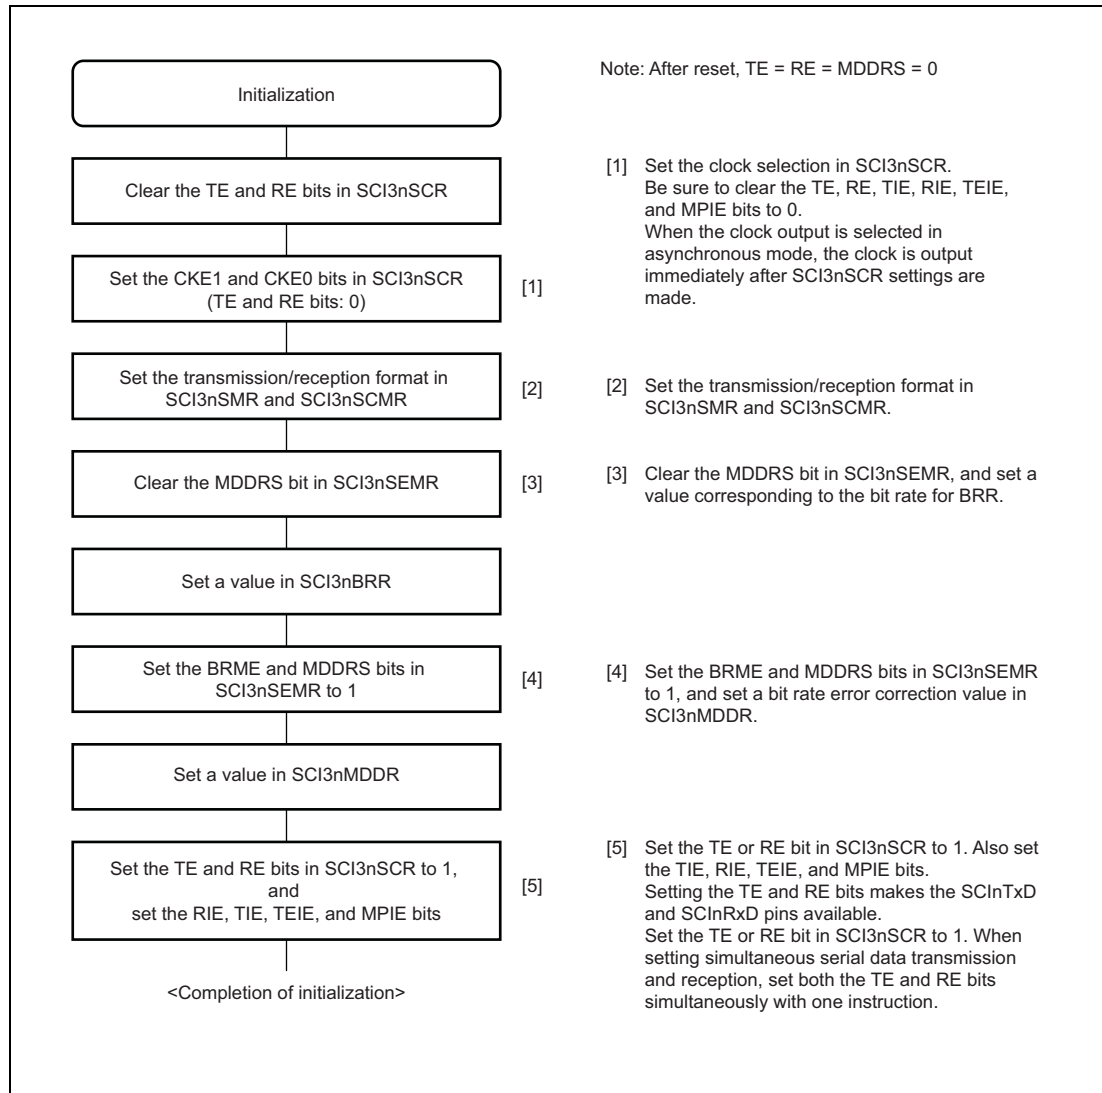 Initialization
Clear the TE and RE bits in SCI3nSCR
Set the CKE1 and CKE0 bits in SCI3nSCR
(TE and RE bits: 0)
[1]
Set the transmission/reception format in
SCI3nSMR and SCI3nSCMR
[2]
Clear the MDDRS bit in SCI3nSEMR
[3]
Set a value in SCI3nBRR
Set the BRME and MDDRS bits in
SCI3nSEMR to 1
[4]
Set a value in SCI3nMDDR
Set the TE and RE bits in SCI3nSCR to 1,
and
set the RIE, TIE, TEIE, and MPIE bits
[5]
<Completion of initialization>
Note: After reset, TE = RE = MDDRS = 0
[1] Set the clock selection in SCI3nSCR.
Be sure to clear the TE, RE, TIE, RIE, TEIE,
and MPIE bits to 0.
When the clock output is selected in
asynchronous mode, the clock is output
immediately after SCI3nSCR settings are
made.
[2] Set the transmission/reception format in
SCI3nSMR and SCI3nSCMR.
[3] Clear the MDDRS bit in SCI3nSEMR, and set a
value corresponding to the bit rate for BRR.
[4] Set the BRME and MDDRS bits in SCI3nSEMR
to 1, and set a bit rate error correction value in
SCI3nMDDR.
[5] Set the TE or RE bit in SCI3nSCR to 1. Also set
the TIE, RIE, TEIE, and MPIE bits.
Setting the TE and RE bits makes the SCInTxD
and SCInRxD pins available.
Set the TE or RE bit in SCI3nSCR to 1. When
setting simultaneous serial data transmission
and reception, set both the TE and RE bits
simultaneously with one instruction.